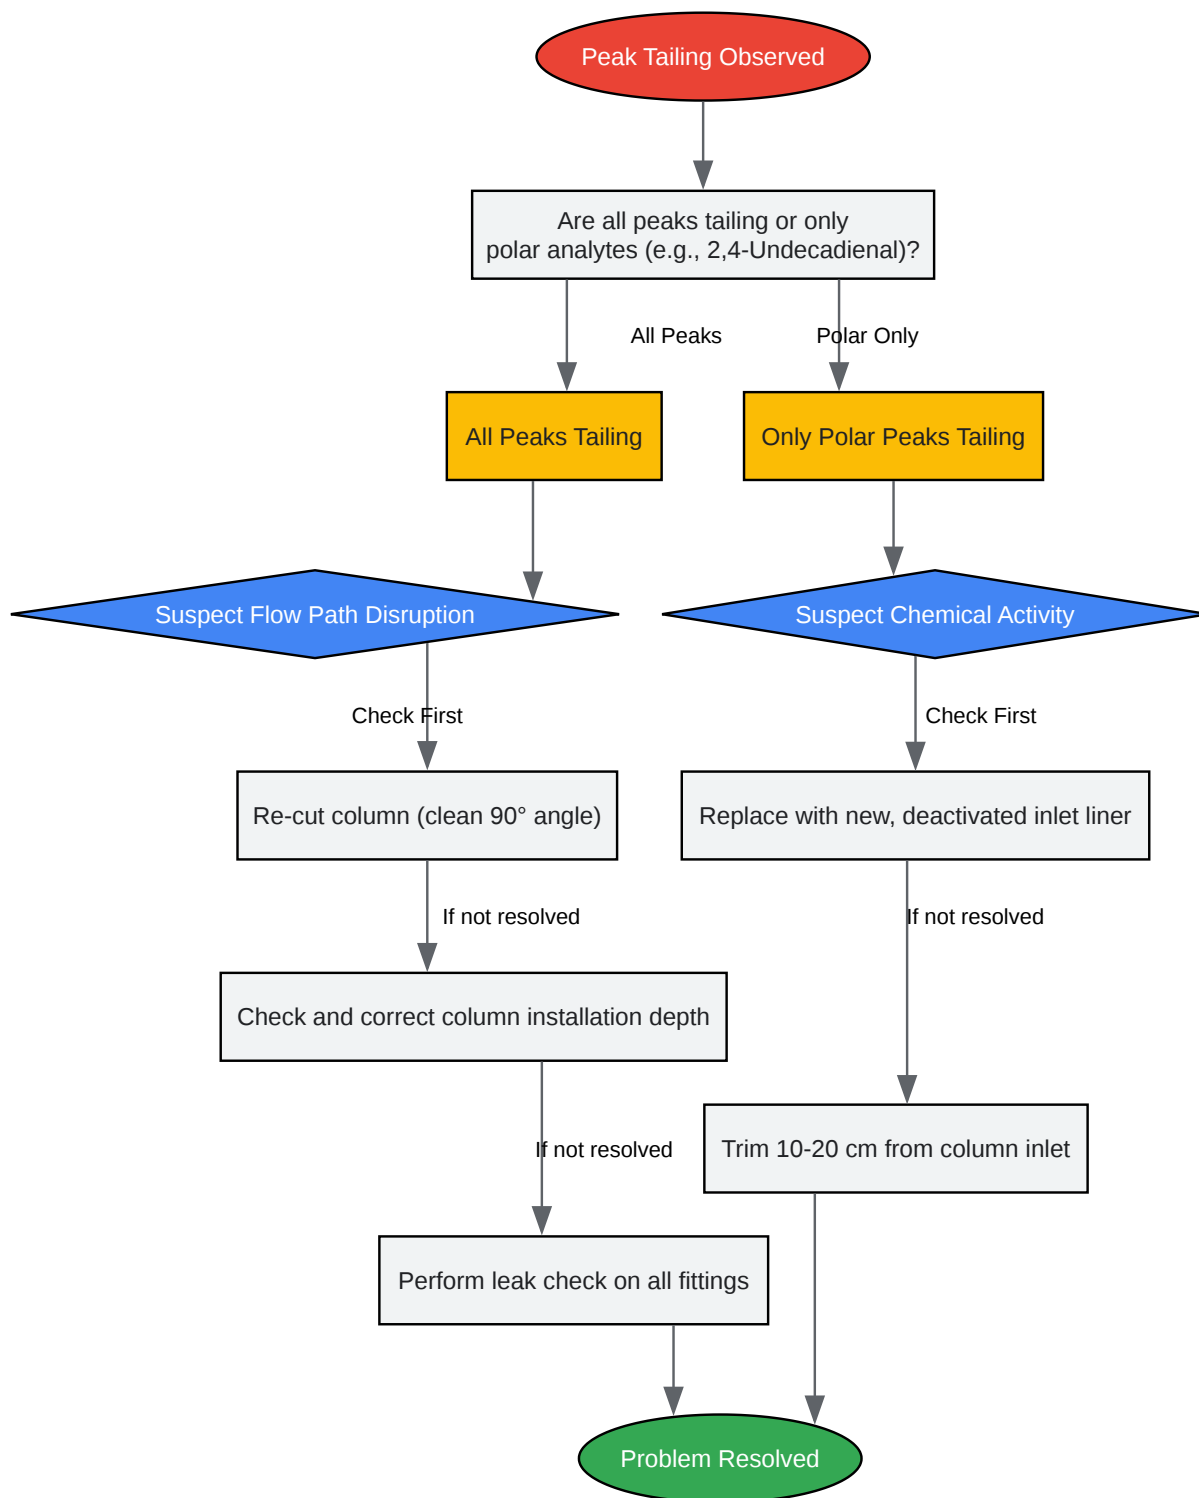 Peak Tailing Observed
Are all peaks tailing or only
polar analytes (e.g., 2,4-Undecadienal)?
All Peaks
Polar Only
All Peaks Tailing
Only Polar Peaks Tailing
Suspect Flow Path Disruption
Suspect Chemical Activity
Check First
Check First
Re-cut column (clean 90° angle)
Replace with new, deactivated inlet liner
If not resolved
If not resolved
Check and correct column installation depth
If not resolved
Trim 10-20 cm from column inlet
Perform leak check on all fittings
Problem Resolved